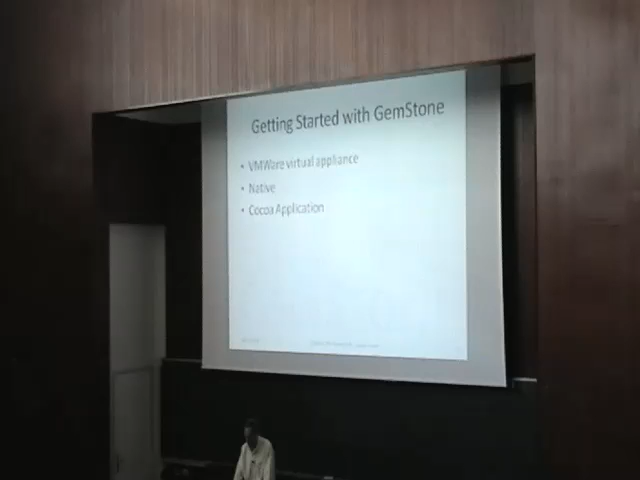 Getting Started with GemStone
• VMWare virtual appliance
• Native
• Cocoa Application